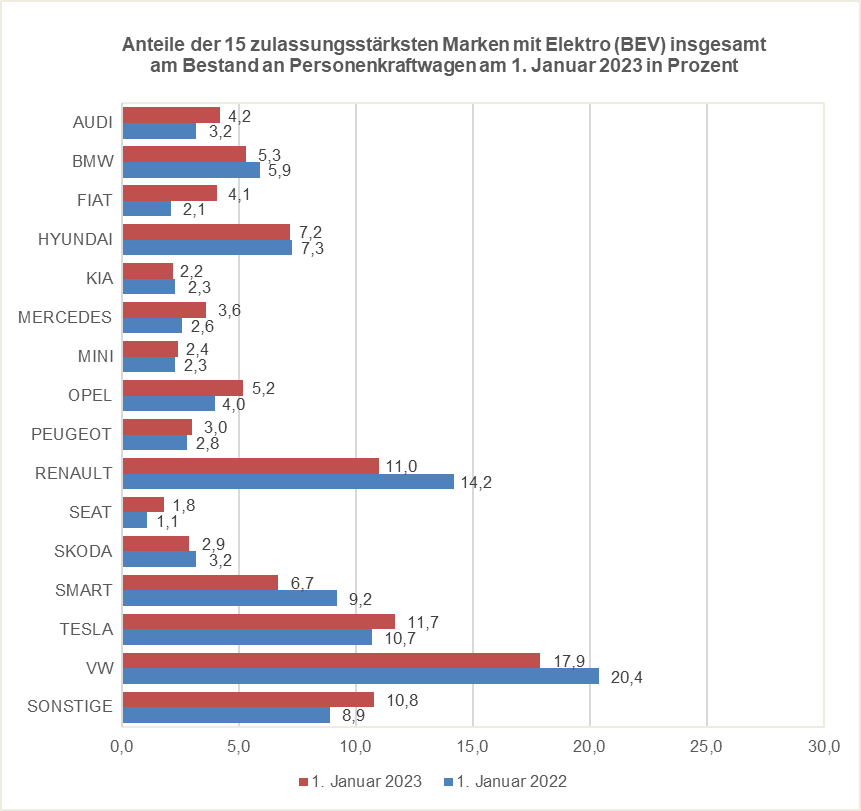 Anteile der 15 zulassungsstärksten Marken mit Elektro (BEV) insgesamt
am Bestand an Personenkraftwagen am 1. Januar 2023 in Prozent
AUDI
4,2
3,2
BMW
5,3
5,9
FIAT
4,1
2,1
HYUNDAI
7,2
7,3
KIA
2,2
2,3
MERCEDES
3,6
2,6
MINI
2,4
2,3
OPEL
5,2
4,0
PEUGEOT
3,0
2,8
RENAULT
11,0
14,2
SEAT
1,8
1,1
SKODA
2,9
3,2
SMART
6,7
9,2
TESLA
11,7
10,7
VW
17,9
20,4
SONSTIGE
10,8
8,9
0,0 5,0 10,0 15,0 20,0 25,0 30,0
1. Januar 2023 1. Januar 2022